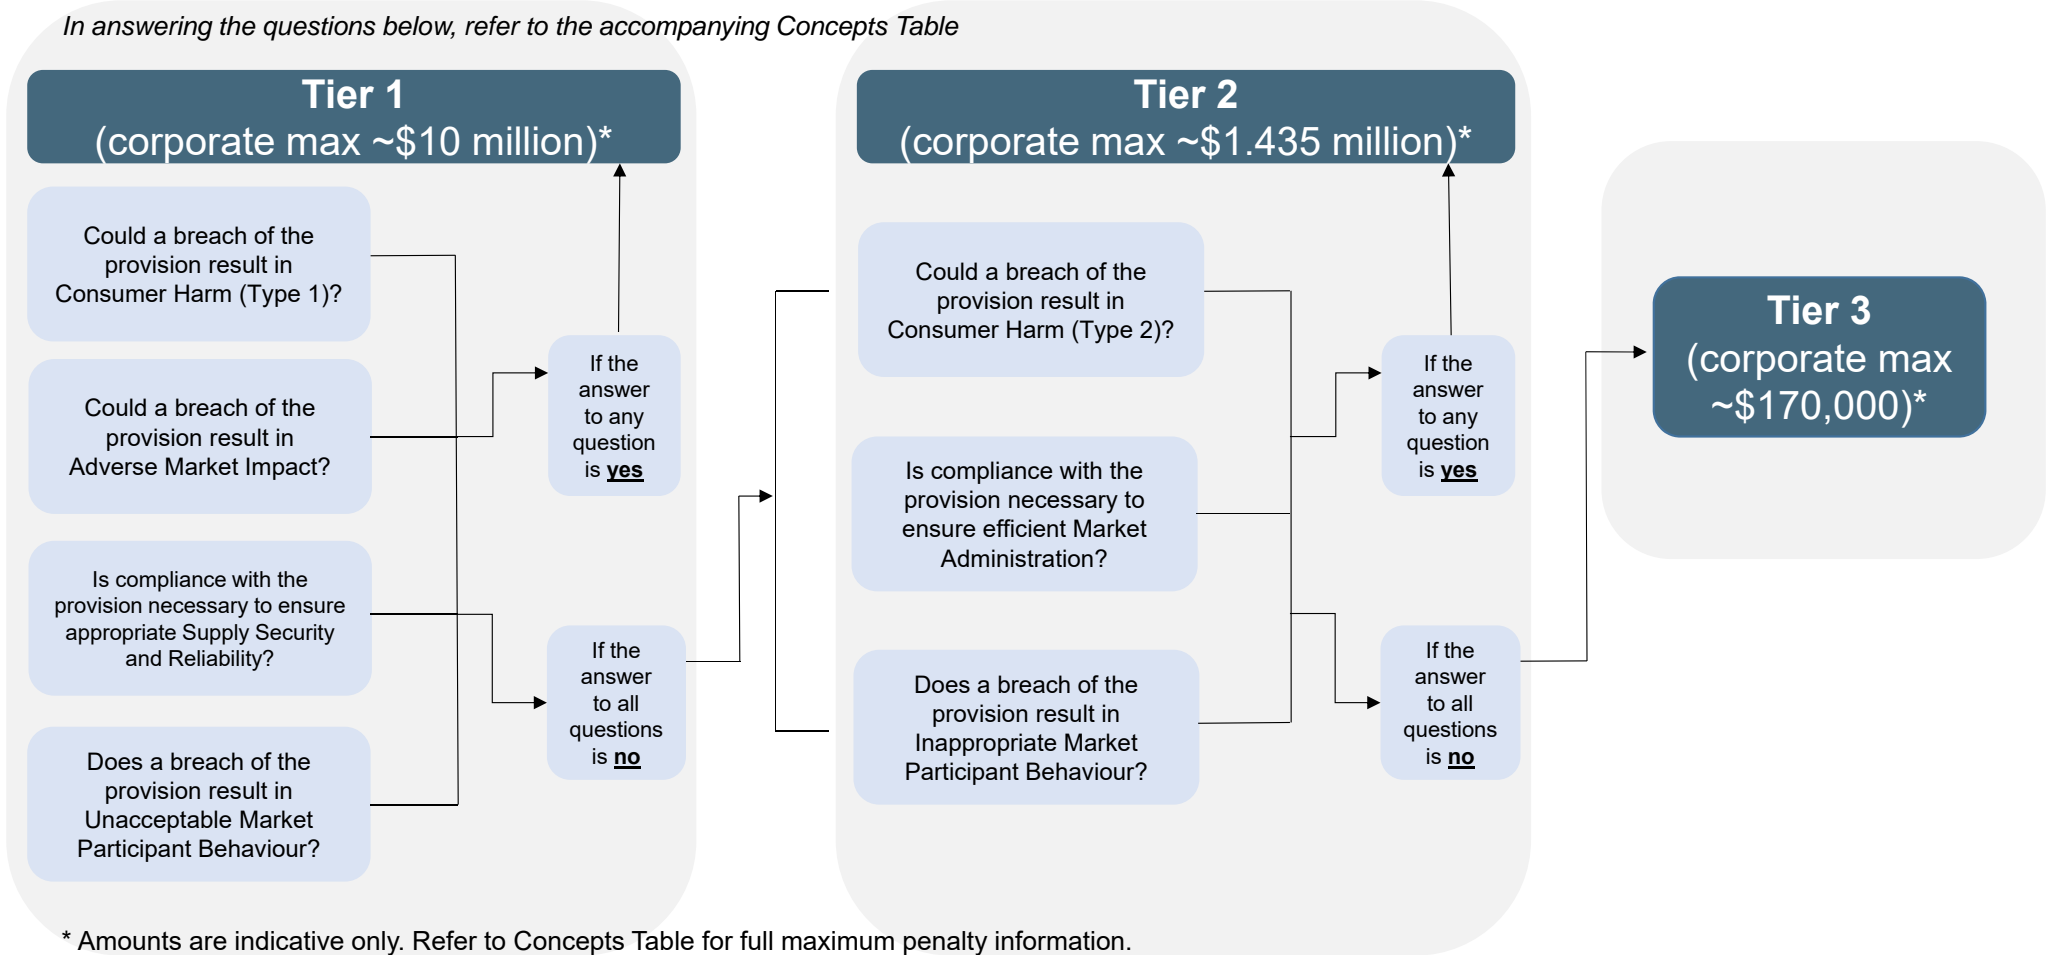 In answering the questions below, refer to the accompanying Concepts Table
Tier 1
(corporate max ~$10 million)*
Could a breach of the
provision result in
Consumer Harm (Type 1)?
Could a breach of the
provision result in
Adverse Market Impact?
Is compliance with the
provision necessary to ensure
appropriate Supply Security
and Reliability?
Does a breach of the
provision result in
Unacceptable Market
Participant Behaviour?
If the
answer
to any
question
is yes
If the
answer
to all
questions
is no
Tier 2
(corporate max ~$1.435 million)*
Could a breach of the
provision result in
Consumer Harm (Type 2)?
Is compliance with the
provision necessary to
ensure efficient Market
Administration?
Does a breach of the
provision result in
Inappropriate Market
Participant Behaviour?
If the
answer
to any
question
is yes
If the
answer
to all
questions
is no
Tier 3
(corporate max
~$170,000)*
* Amounts are indicative only. Refer to Concepts Table for full maximum penalty information.